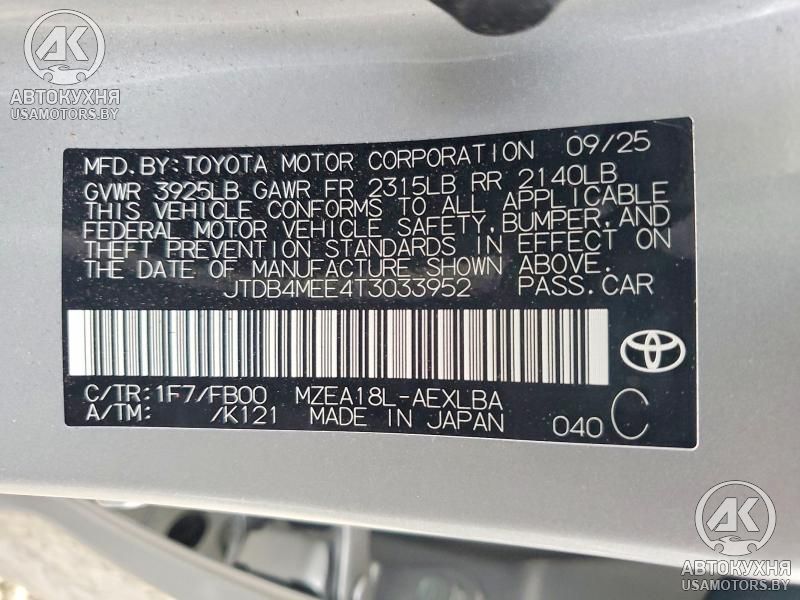 AK
АВТОКУХНЯ
USAMOTORS.BY
MFD.BY:TOYOTA MOTOR CORPORATION 09/25
GVWR 3925LB GAWR FR 2315LB RR 2140LB
THIS VEHICLE CONFORMS TO ALL APPLICABLE
FEDERAL MOTOR VEHICLE SAFETY,BUMPER,AND
THEFT PREVENTION STANDARDS IN EFFECT ON
THE DATE OF MANUFACTURE SHOWN ABOVE.
JTDB4MEE4T3033952 PASS.CAR
C/TR:1F7/FB00 MZEA18L-AEXLBA
A/TM: /K121 MADE IN JAPAN 040 C
AK
АВТОКУХНЯ
USAMOTORS.BY